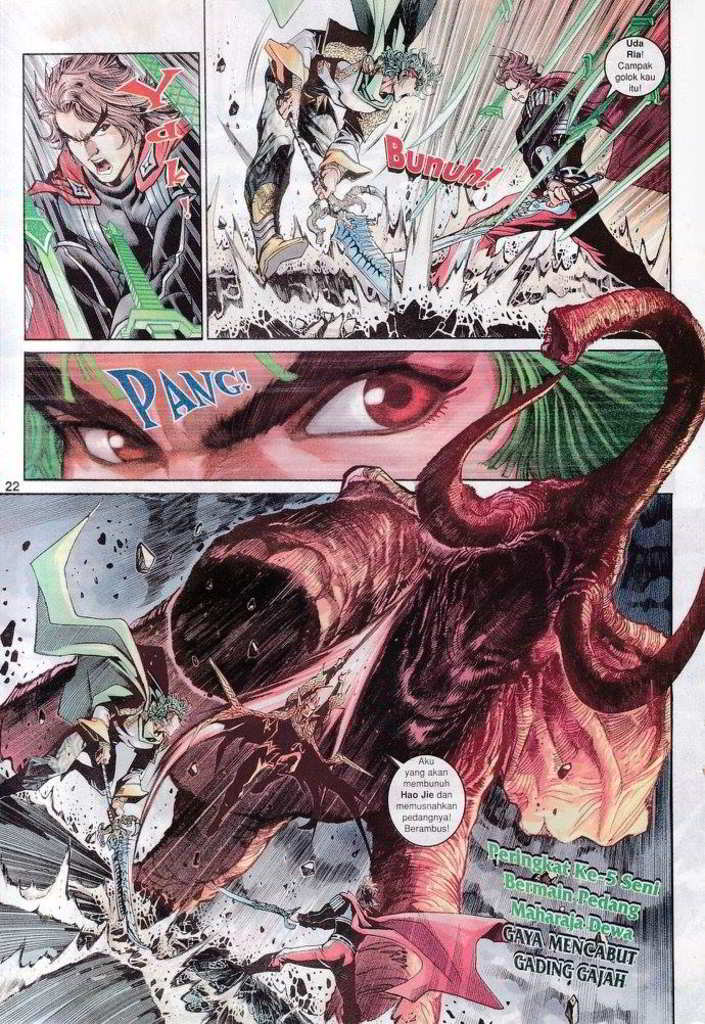 Yark!
Bunuh!
Uda
Ria!
Campak
golok kau
itu!
PANG!
22
Aku
yang akan
membunuh
Hao Jie dan
memusnahkan
pedangnya!
Berambus!
Peringkat Ke-5 Seni
Bermain Pedang
Maharaja Dewa
GAYA MENCABUT
GADING GAJAH